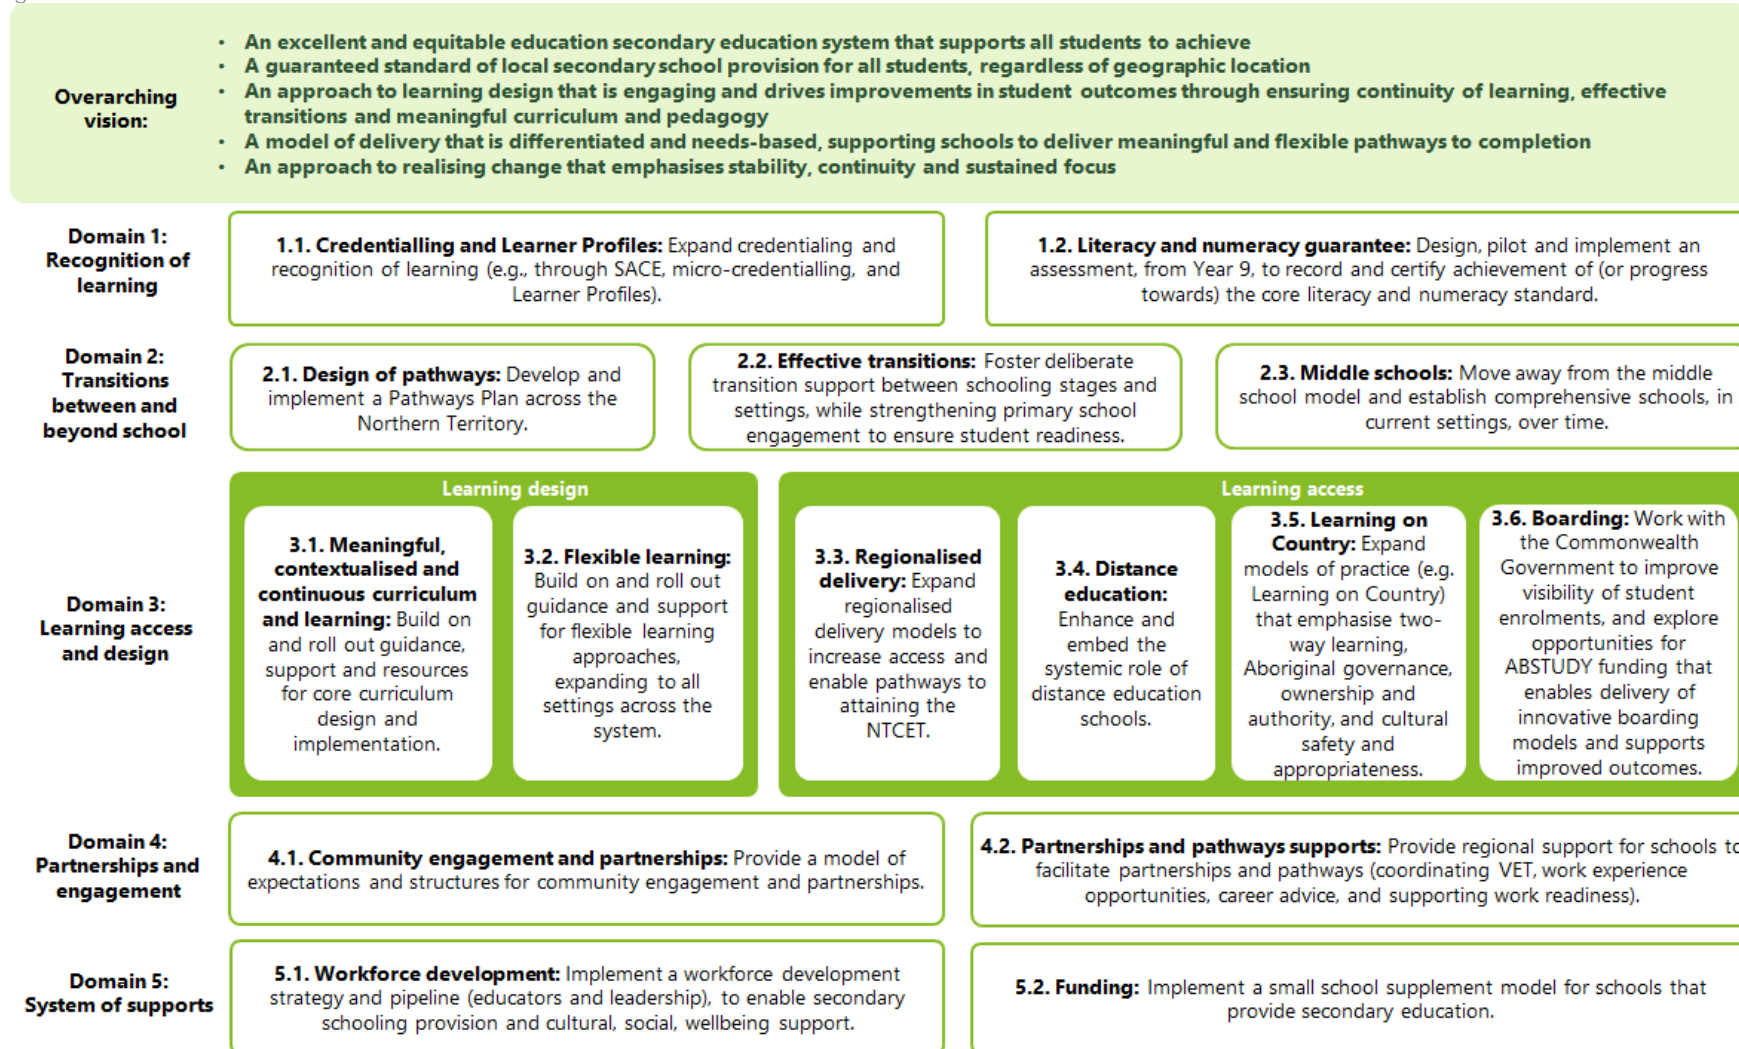 Overarching
vision:
• An excellent and equitable education secondary education system that supports all students to achieve
• A guaranteed standard of local secondary school provision for all students, regardless of geographic location
• An approach to learning design that is engaging and drives improvements in student outcomes through ensuring continuity of learning, effective
transitions and meaningful curriculum and pedagogy
• A model of delivery that is differentiated and needs-based, supporting schools to deliver meaningful and flexible pathways to completion
• An approach to realising change that emphasises stability, continuity and sustained focus
Domain 1:
Recognition of
learning
1.1. Credentialling and Learner Profiles: Expand credentialing and
recognition of learning (e.g., through SACE, micro-credentialling, and
Learner Profiles).
1.2. Literacy and numeracy guarantee: Design, pilot and implement an
assessment, from Year 9, to record and certify achievement of (or progress
towards) the core literacy and numeracy standard.
Domain 2:
Transitions
between and
beyond school
2.1. Design of pathways: Develop and
implement a Pathways Plan across the
Northern Territory.
2.2. Effective transitions: Foster deliberate
transition support between schooling stages and
settings, while strengthening primary school
engagement to ensure student readiness.
2.3. Middle schools: Move away from the middle
school model and establish comprehensive schools, in
current settings, over time.
Domain 3:
Learning access
and design
Learning design
3.1. Meaningful,
contextualised and
continuous curriculum
and learning: Build on
and roll out guidance,
support and resources
for core curriculum
design and
implementation.
3.2. Flexible learning:
Build on and roll out
guidance and support
for flexible learning
approaches,
expanding to all
settings across the
system.
Learning access
3.3. Regionalised
delivery: Expand
regionalised
delivery models to
increase access and
enable pathways to
attaining the
NTCET.
3.4. Distance
education:
Enhance and
embed the
systemic role of
distance education
schools.
3.5. Learning on
Country: Expand
models of practice (e.g.
Learning on Country)
that emphasise two-
way learning,
Aboriginal governance,
ownership and
authority, and cultural
safety and
appropriateness.
3.6. Boarding: Work with
the Commonwealth
Government to improve
visibility of student
enrolments, and explore
opportunities for
ABSTUDY funding that
enables delivery of
innovative boarding
models and supports
improved outcomes.
Domain 4:
Partnerships and
engagement
4.1. Community engagement and partnerships: Provide a model of
expectations and structures for community engagement and partnerships.
4.2. Partnerships and pathways supports: Provide regional support for schools to
facilitate partnerships and pathways (coordinating VET, work experience
opportunities, career advice, and supporting work readiness).
Domain 5:
System of supports
5.1. Workforce development: Implement a workforce development
strategy and pipeline (educators and leadership), to enable secondary
schooling provision and cultural, social, wellbeing support.
5.2. Funding: Implement a small school supplement model for schools that
provide secondary education.